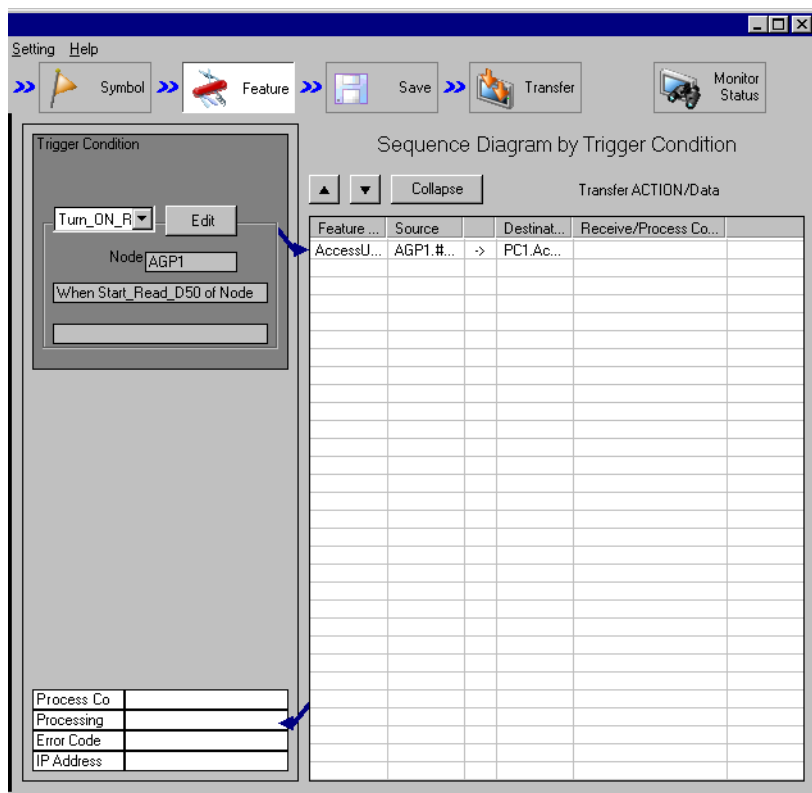 Setting Help
Symbol
Feature
Save
Transfer
Monitor
Status
Trigger Condition
Turn_ON_R
Edit
Node AGP1
When Start_Read_D50 of Node
Sequence Diagram by Trigger Condition
Collapse
Transfer ACTION/Data
Feature ... Source Destinat... Receive/Process Co...
AccessU... AGP1.#... -> PC1.Ac...
Process Co
Processing
Error Code
IP Address